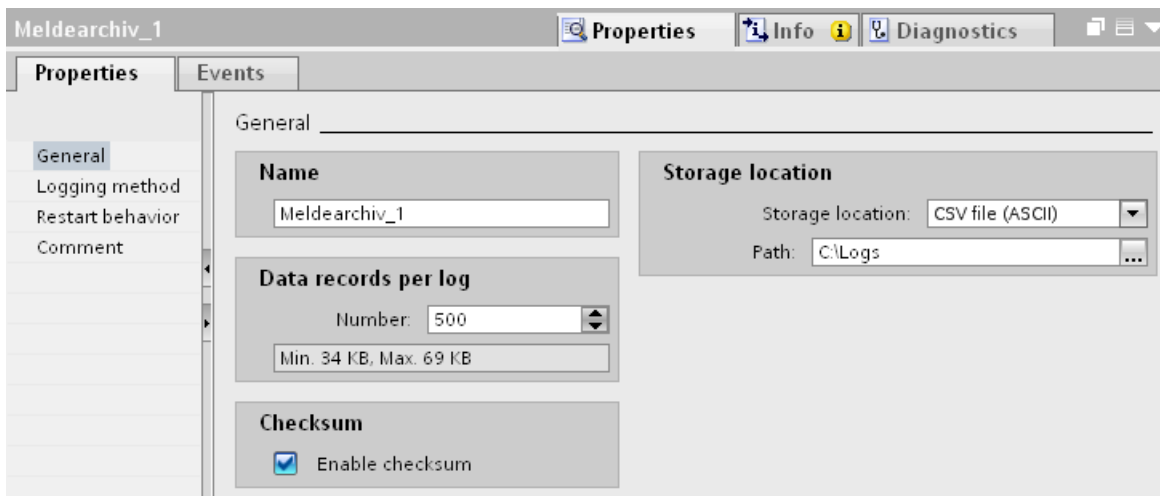 Meldearchiv_1
Properties
Info
Diagnostics
Properties
Events
General
Logging method
Restart behavior
Comment
General
Name
Meldearchiv_1
Data records per log
Number: 500
Min. 34 KB, Max. 69 KB
Checksum
Enable checksum
Storage location
Storage location: CSV file (ASCII)
Path: C:\Logs
...